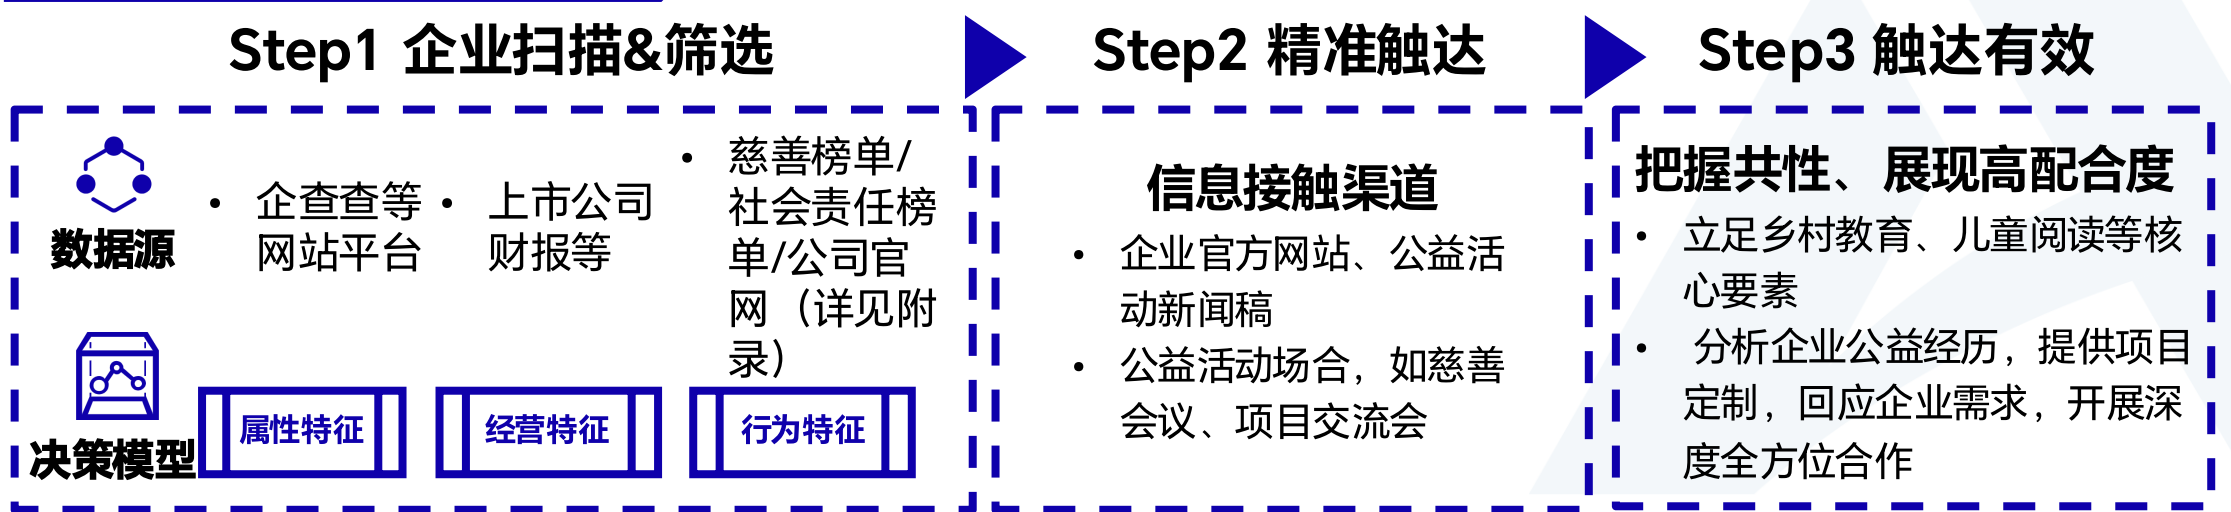 Step1 企业扫描&筛选
数据源
• 企查查等
网站平台
• 上市公司
财报等
• 慈善榜单/
社会责任榜
单/公司官
网（详见附
录）
决策模型
属性特征
经营特征
行为特征
Step2 精准触达
信息接触渠道
• 企业官方网站、公益活
动新闻稿
• 公益活动场合，如慈善
会议、项目交流会
Step3 触达有效
把握共性、展现高配合度
• 立足乡村教育、儿童阅读等核
心要素
• 分析企业公益经历，提供项目
定制，回应企业需求，开展深
度全方位合作